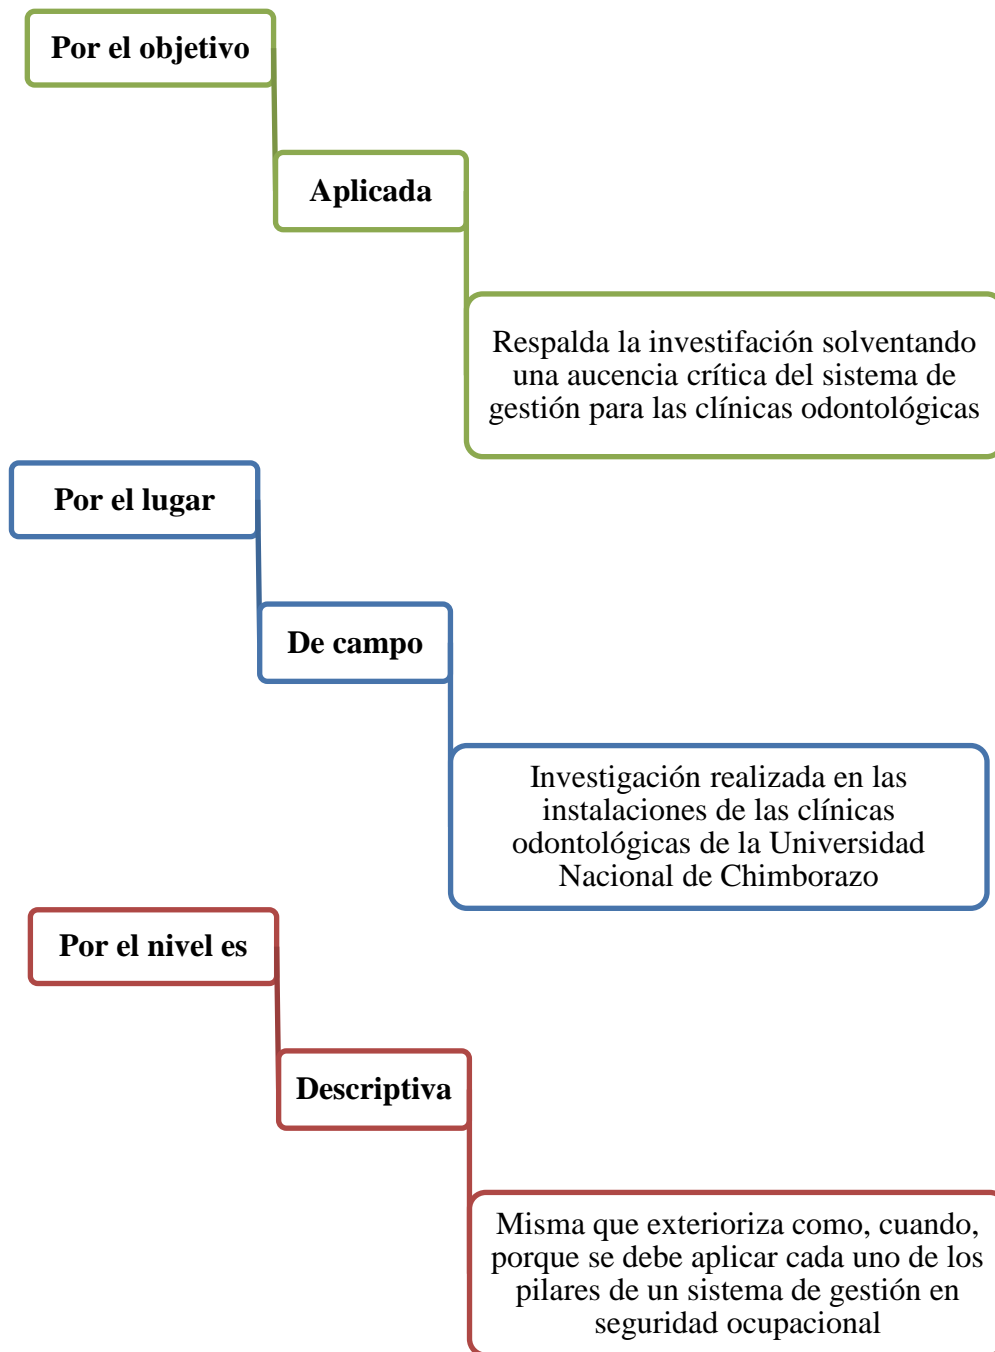 Por el objetivo
Aplicada
Respalda la investifación solventando
una aucencia crítica del sistema de
gestión para las clínicas odontológicas
Por el lugar
De campo
Investigación realizada en las
instalaciones de las clínicas
odontológicas de la Universidad
Nacional de Chimborazo
Por el nivel es
Descriptiva
Misma que exterioriza como, cuando,
porque se debe aplicar cada uno de los
pilares de un sistema de gestión en
seguridad ocupacional